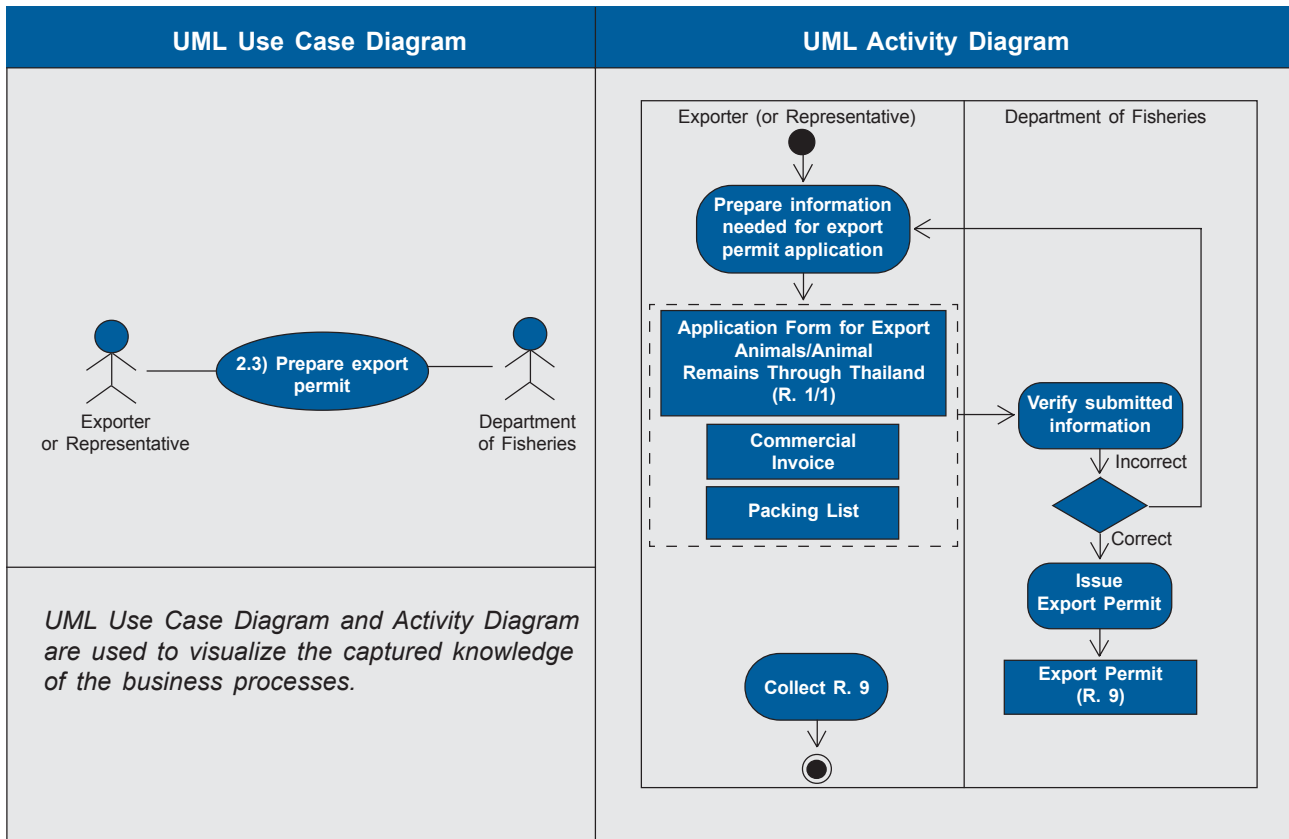 UML Use Case Diagram
UML Activity Diagram
2.3) Prepare export
permit
Exporter
or Representative
Department
of Fisheries
UML Use Case Diagram and Activity Diagram
are used to visualize the captured knowledge
of the business processes.
Exporter (or Representative)
Department of Fisheries
Prepare information
needed for export
permit application
Application Form for Export
Animals/Animal
Remains Through Thailand
(R. 1/1)
Commercial
Invoice
Packing List
Verify submitted
information
Incorrect
Correct
Issue
Export Permit
Export Permit
(R. 9)
Collect R. 9